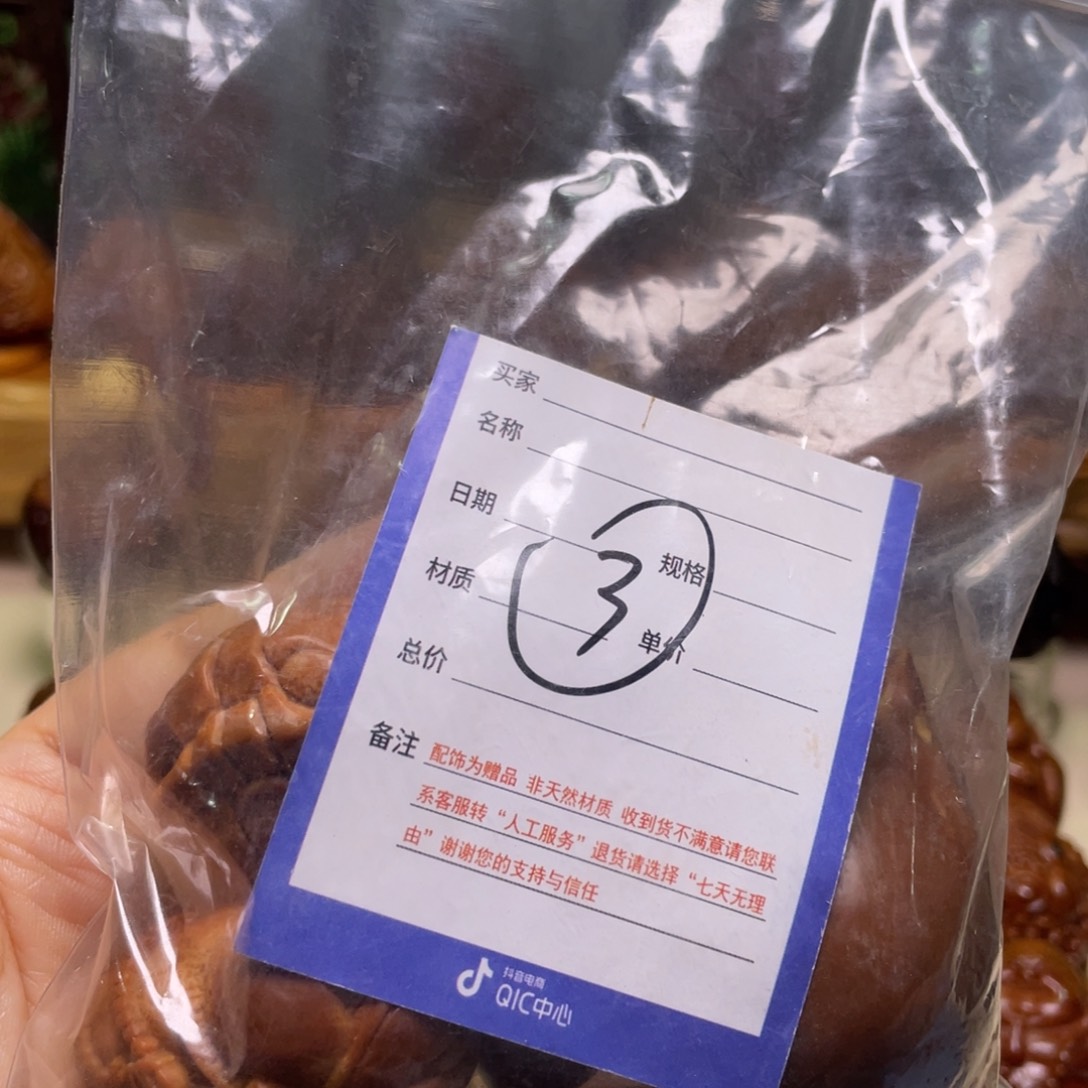 买家
名称
日期
3
规格
材质
单价
总价
备注 配饰为赠品 非天然材质 收到货不满意请您联
系客服转“人工服务”退货请选择“七天无理
由”谢谢您的支持与信任
抖音电商
QIC中心